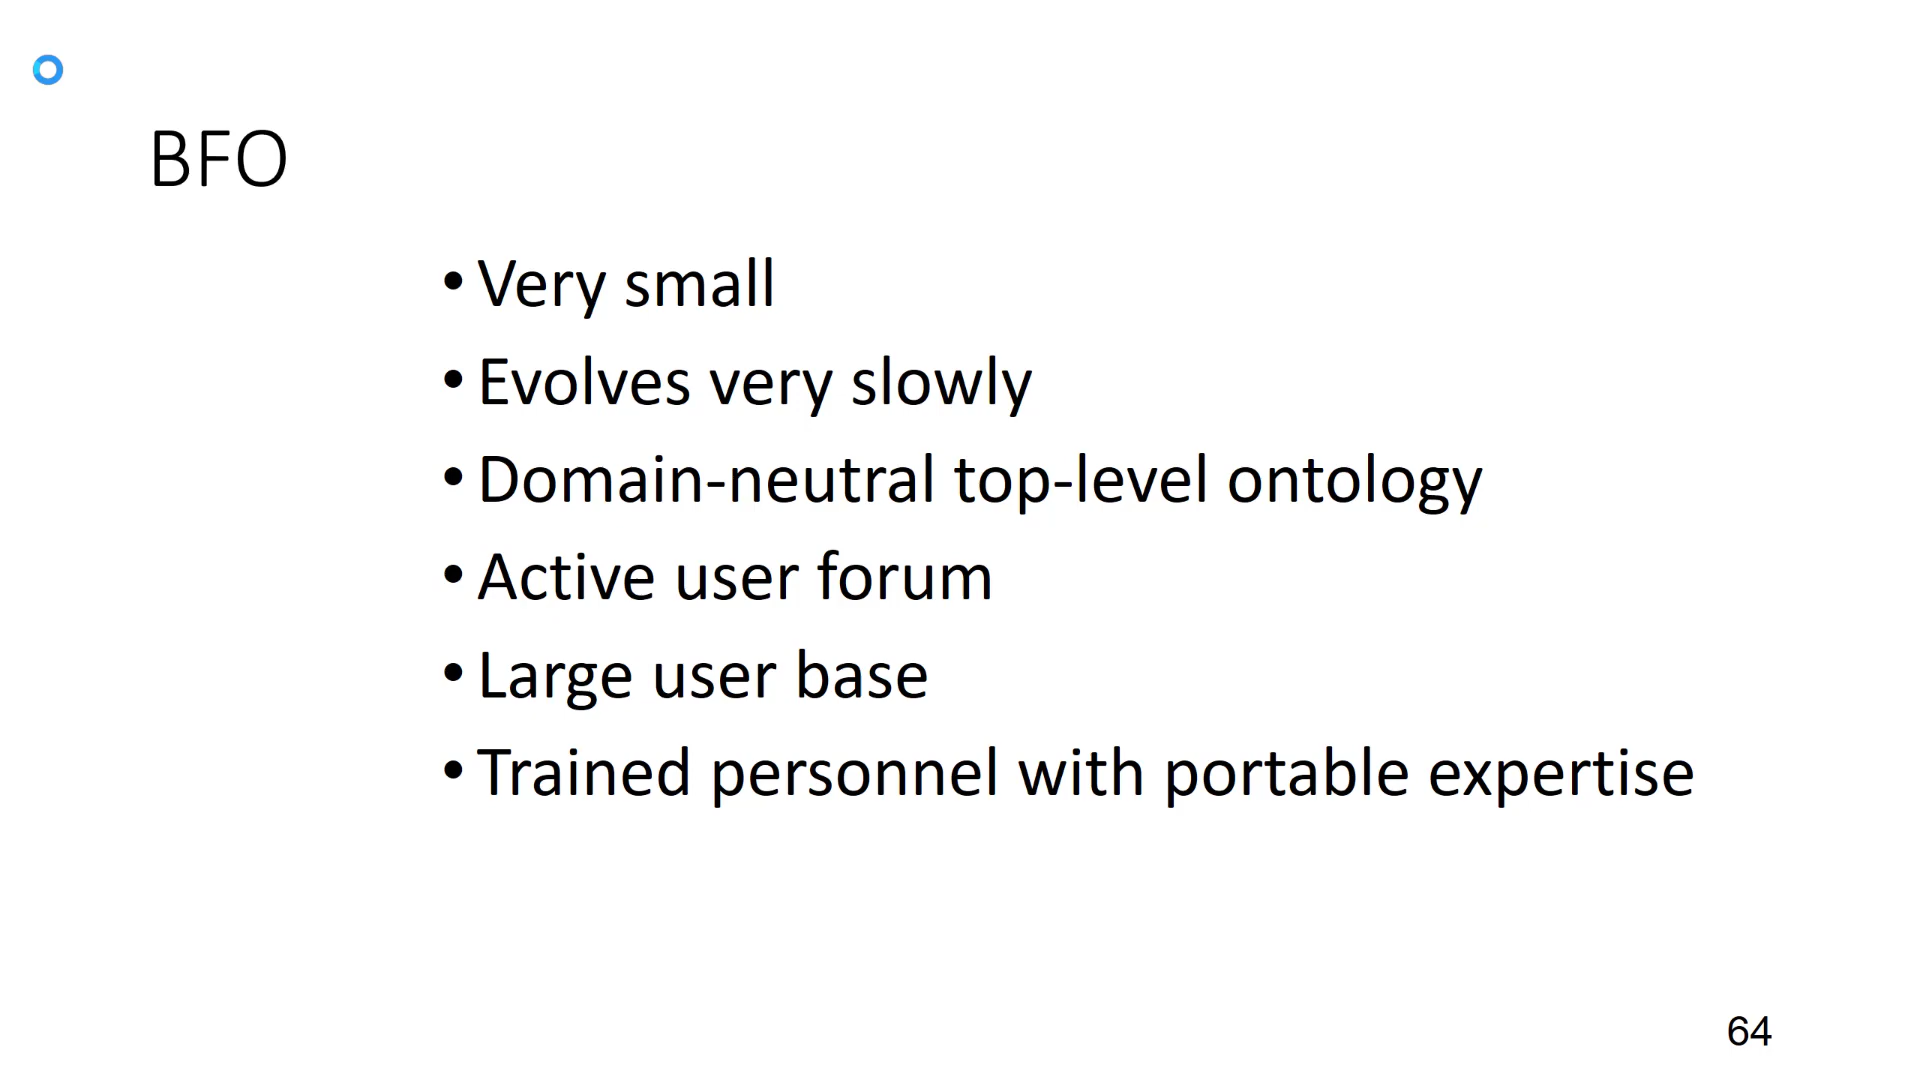 BFO
• Very small
• Evolves very slowly
• Domain-neutral top-level ontology
• Active user forum
• Large user base
• Trained personnel with portable expertise
64